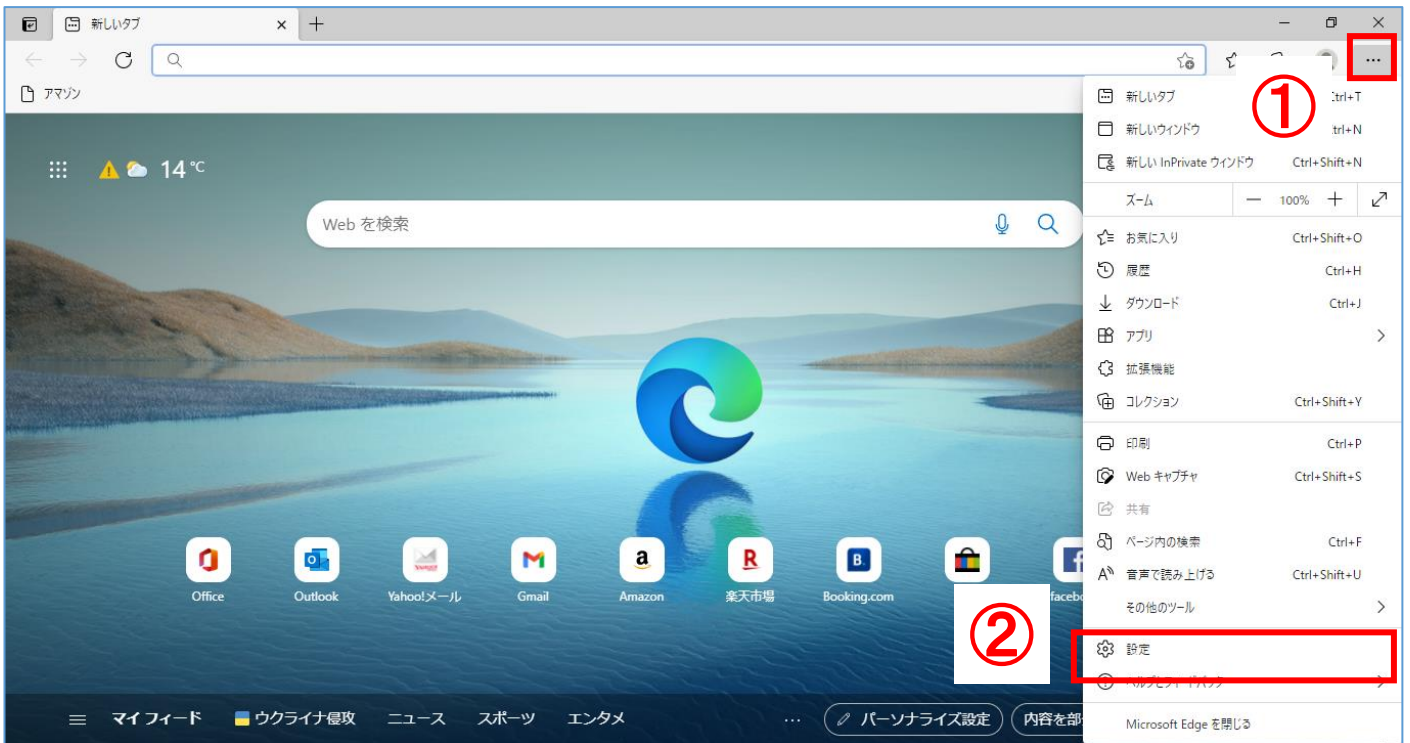 新しいタブ
アマゾン
①
14 ℃
Web を検索
新しいタブ Ctrl+T
新しいウィンドウ Ctrl+N
新しい InPrivate ウィンドウ Ctrl+Shift+N
ズーム 100%
お気に入り Ctrl+Shift+O
履歴 Ctrl+H
ダウンロード Ctrl+J
アプリ
拡張機能
コレクション Ctrl+Shift+Y
印刷 Ctrl+P
Web キャプチャ Ctrl+Shift+S
共有
ページ内の検索 Ctrl+F
音声で読み上げる Ctrl+Shift+U
その他のツール
②
設定
Microsoft Edge を閉じる
Office Outlook Yahoo!メール Gmail Amazon 楽天市場 Booking.com
マイ フィード ウクライナ侵攻 ニュース スポーツ エンタメ ... パーソナライズ設定 内容を部